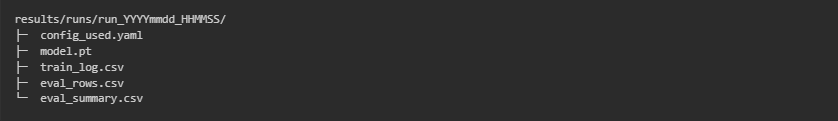 results/runs/run_YYYYmmdd_HHMMSS/
├─ config_used.yaml
├─ model.pt
├─ train_log.csv
├─ eval_rows.csv
└─ eval_summary.csv